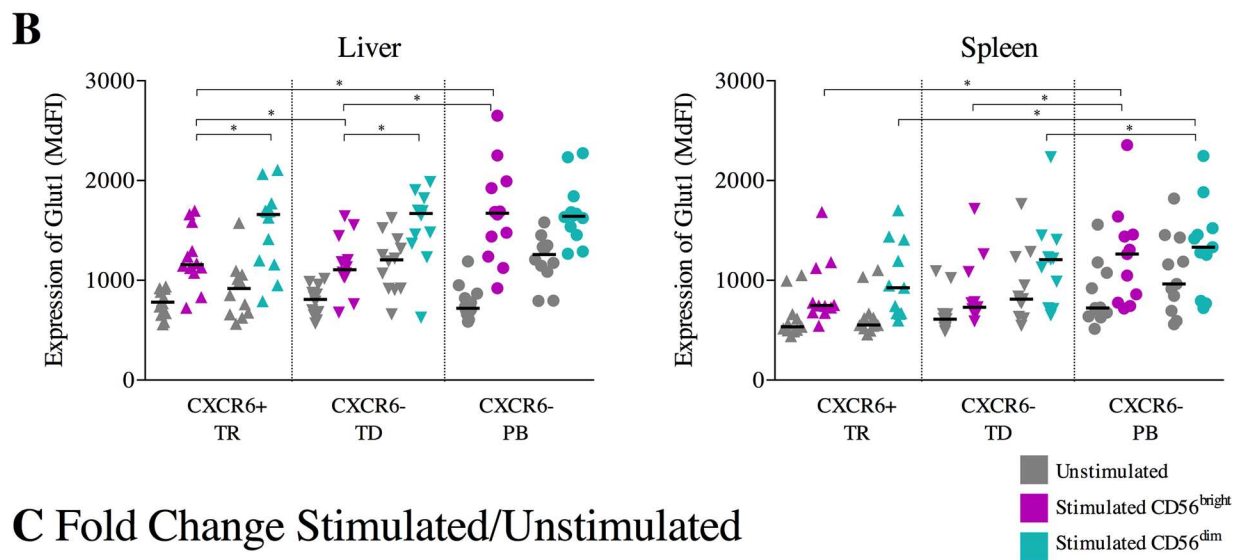 B
Liver
Spleen
Expression of Glut1 (MdFI)
3000
2000
1000
0
* * * * *
CXCR6+
TR
CXCR6-
TD
CXCR6-
PB
Expression of Glut1 (MdFI)
3000
2000
1000
0
* * * *
CXCR6+
TR
CXCR6-
TD
CXCR6-
PB
Unstimulated
Stimulated CD56bright
Stimulated CD56dim
C Fold Change Stimulated/Unstimulated